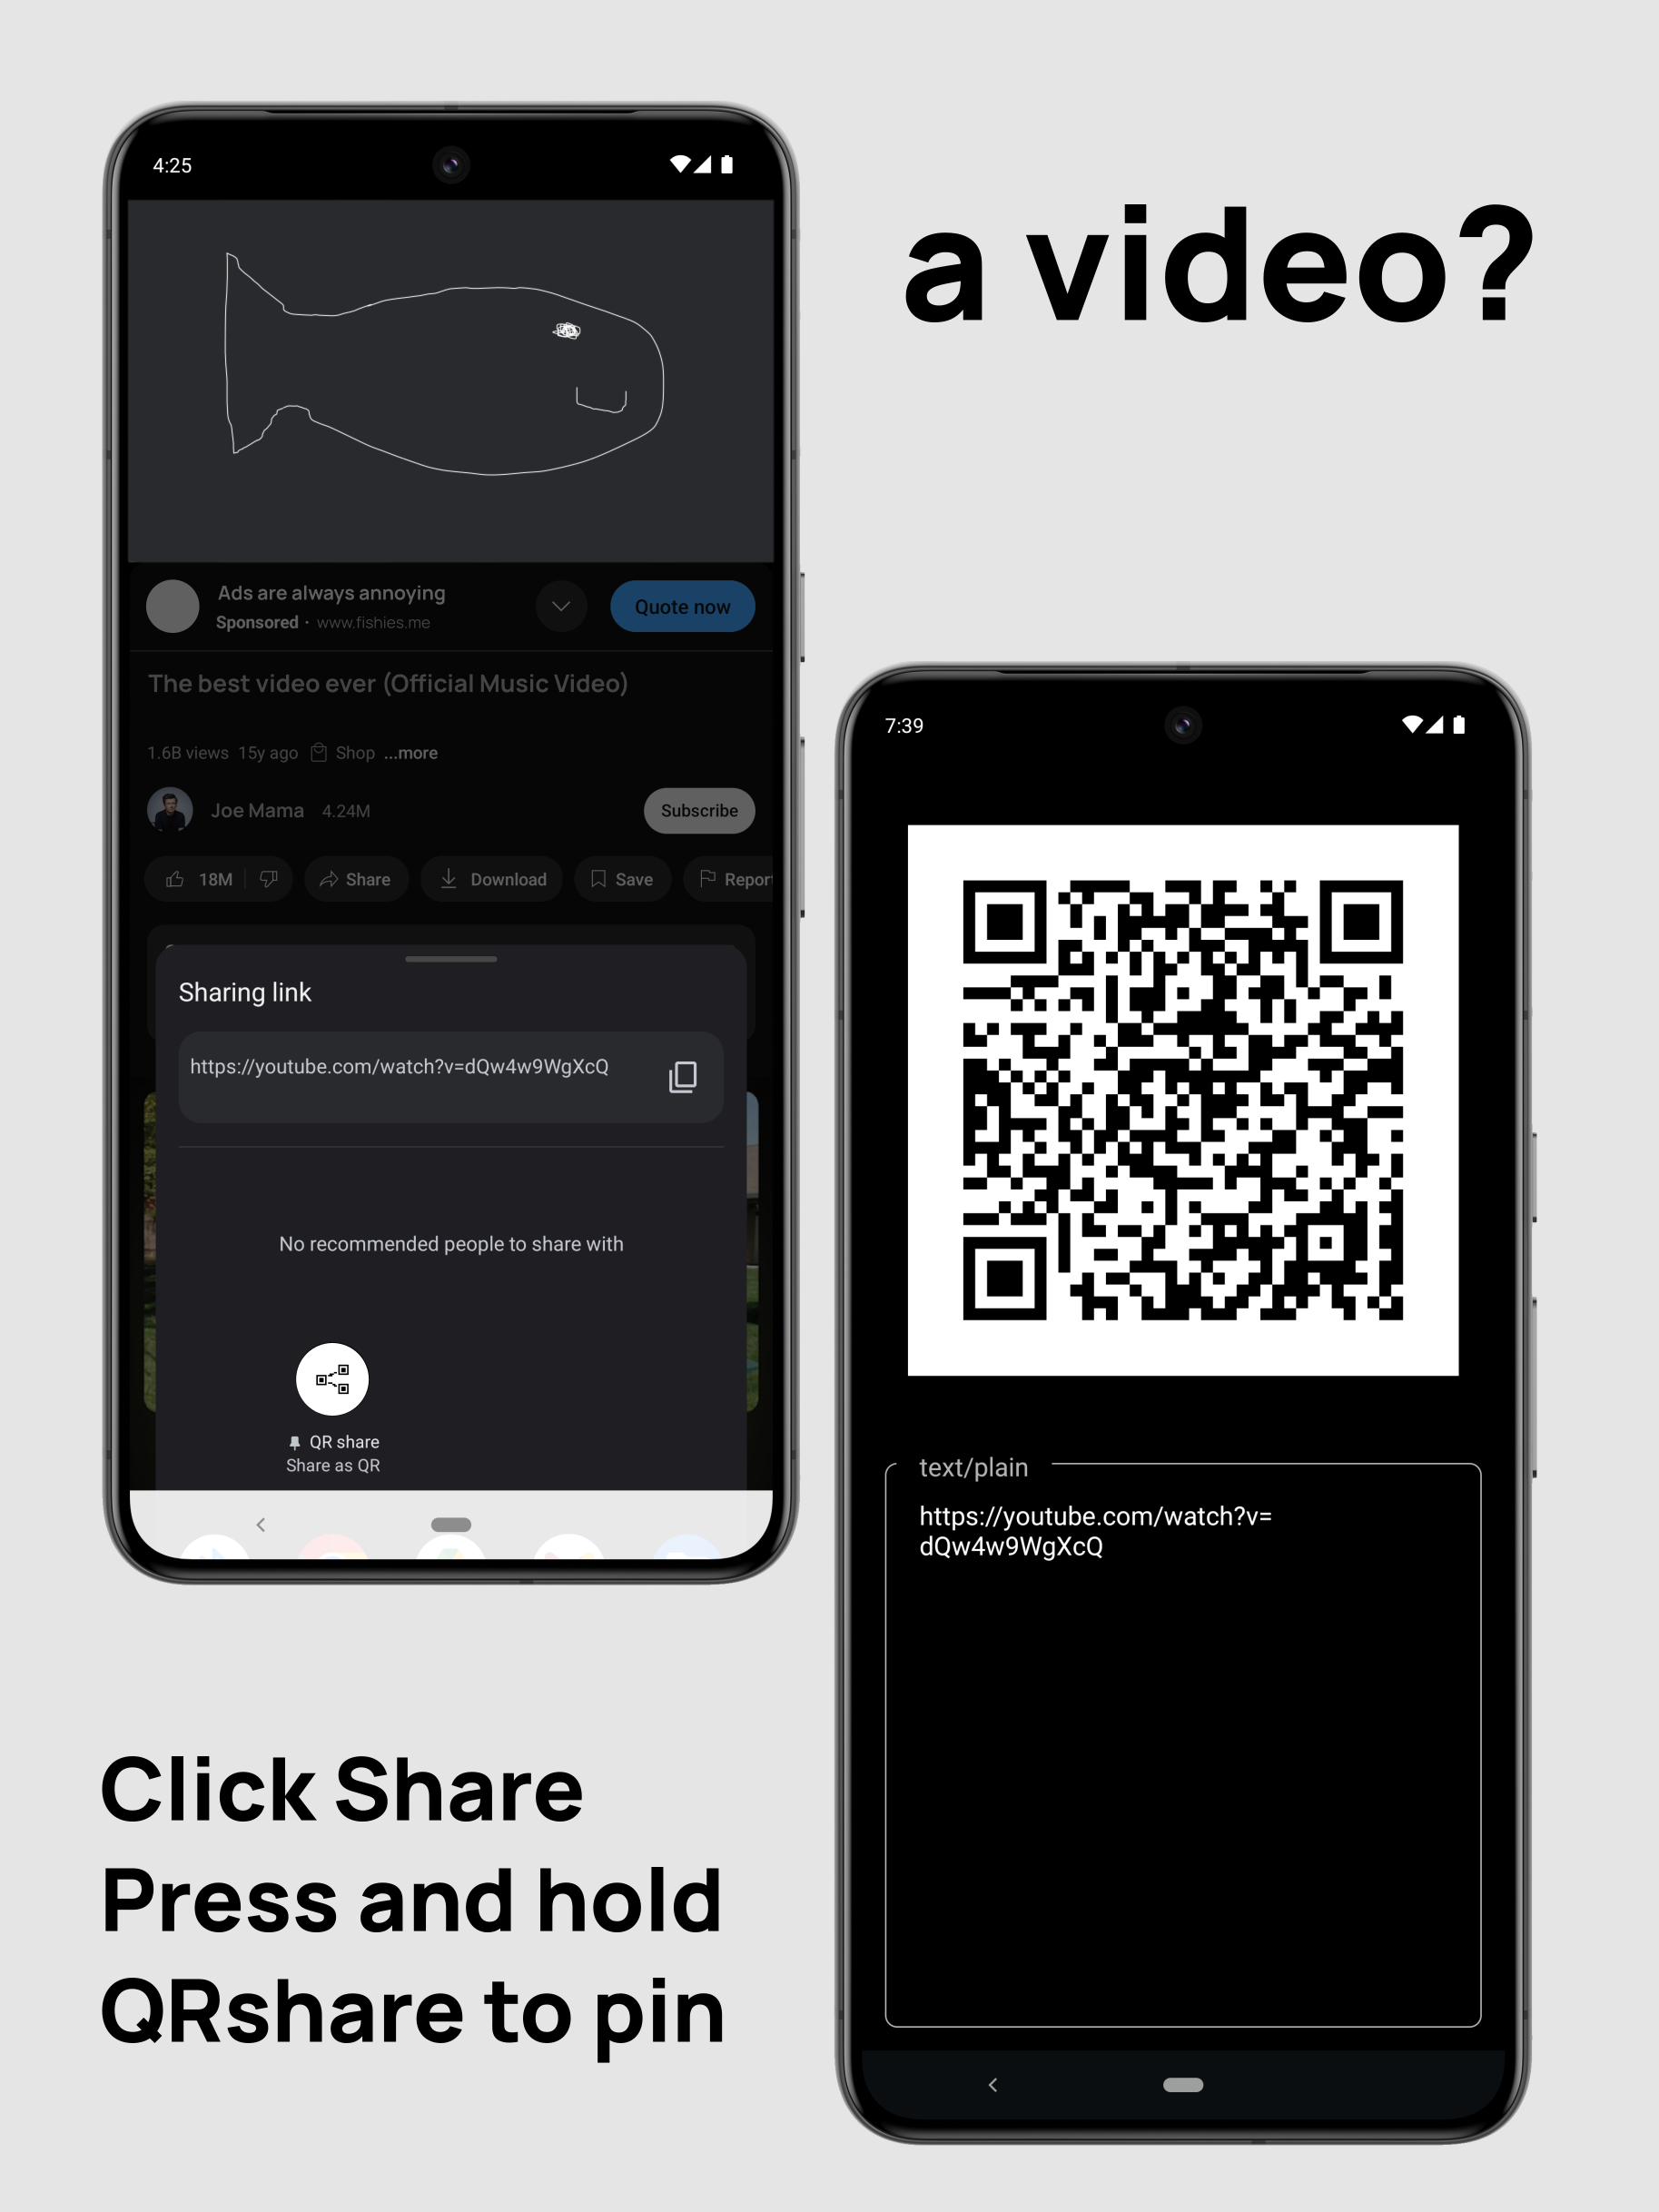 a video?
4:25
Ads are always annoying
Sponsored · www.fishies.me
Quote now
The best video ever (Official Music Video)
1.6B views 15y ago Shop ...more
Joe Mama 4.24M
Subscribe
18M Share Download Save Report
Sharing link
https://youtube.com/watch?v=dQw4w9WgXcQ
No recommended people to share with
QR share
Share as QR
7:39
text/plain
https://youtube.com/watch?v=
dQw4w9WgXcQ
Click Share
Press and hold
QRshare to pin